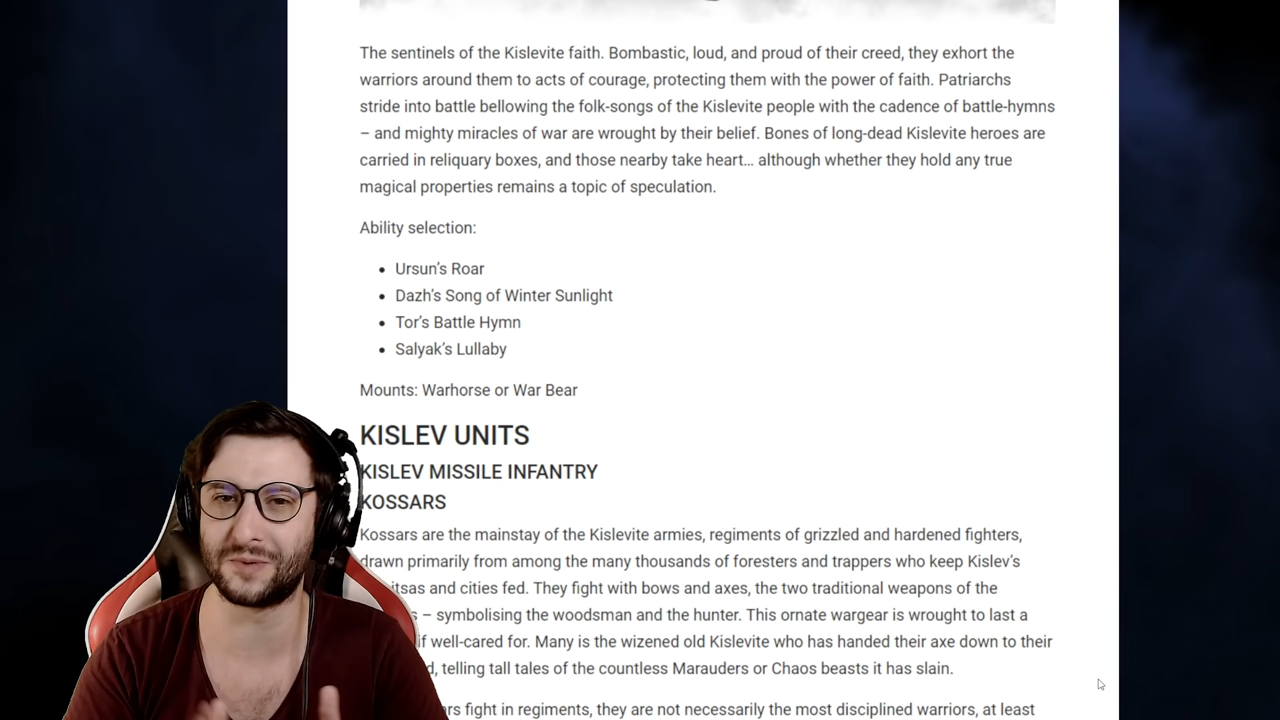 The sentinels of the Kislevite faith. Bombastic, loud, and proud of their creed, they exhort the
warriors around them to acts of courage, protecting them with the power of faith. Patriarchs
stride into battle bellowing the folk-songs of the Kislevite people with the cadence of battle-hymns
– and mighty miracles of war are wrought by their belief. Bones of long-dead Kislevite heroes are
carried in reliquary boxes, and those nearby take heart… although whether they hold any true
magical properties remains a topic of speculation.
Ability selection:
• Ursun’s Roar
• Dazh’s Song of Winter Sunlight
• Tor’s Battle Hymn
• Salyak’s Lullaby
Mounts: Warhorse or War Bear
KISLEV UNITS
KISLEV MISSILE INFANTRY
KOSSARS
Kossars are the mainstay of the Kislevite armies, regiments of grizzled and hardened fighters,
drawn primarily from among the many thousands of foresters and trappers who keep Kislev’s
and cities fed. They fight with bows and axes, the two traditional weapons of the
– symbolising the woodsman and the hunter. This ornate wargear is wrought to last a
if well-cared for. Many is the wizened old Kislevite who has handed their axe down to their
telling tall tales of the countless Marauders or Chaos beasts it has slain.
fight in regiments, they are not necessarily the most disciplined warriors, at least